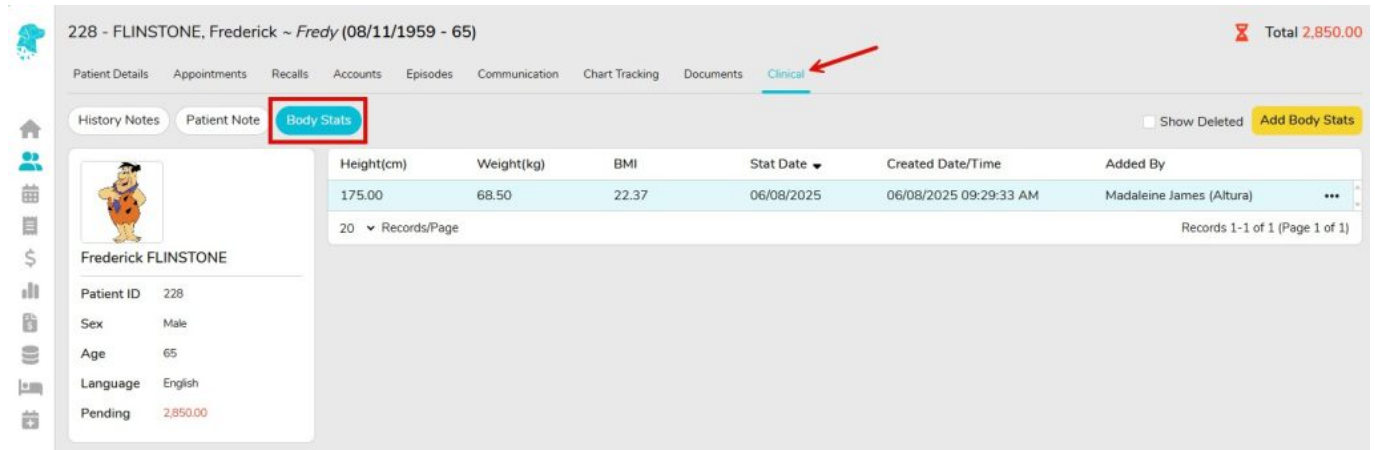 228 - FLINSTONE, Frederick ~ Fredy (08/11/1959 - 65) Total 2,850.00
Patient Details Appointments Recalls Accounts Episodes Communication Chart Tracking Documents Clinical
History Notes Patient Note Body Stats Show Deleted Add Body Stats
Height(cm) Weight(kg) BMI Stat Date Created Date/Time Added By
175.00 68.50 22.37 06/08/2025 06/08/2025 09:29:33 AM Madaleine James (Altura)
20 Records/Page Records 1-1 of 1 (Page 1 of 1)
Frederick FLINSTONE
Patient ID 228
Sex Male
Age 65
Language English
Pending 2,850.00